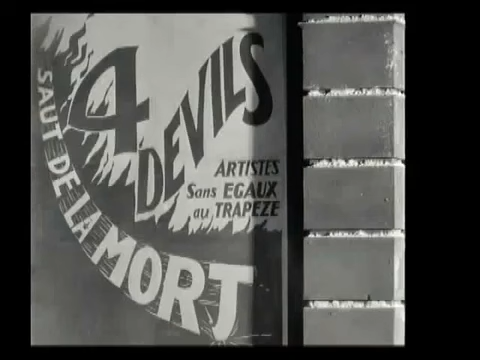 4
DEVILS
ARTISTES
Sans EGAUX
au TRAPEZE
SAUT DE LA MORT